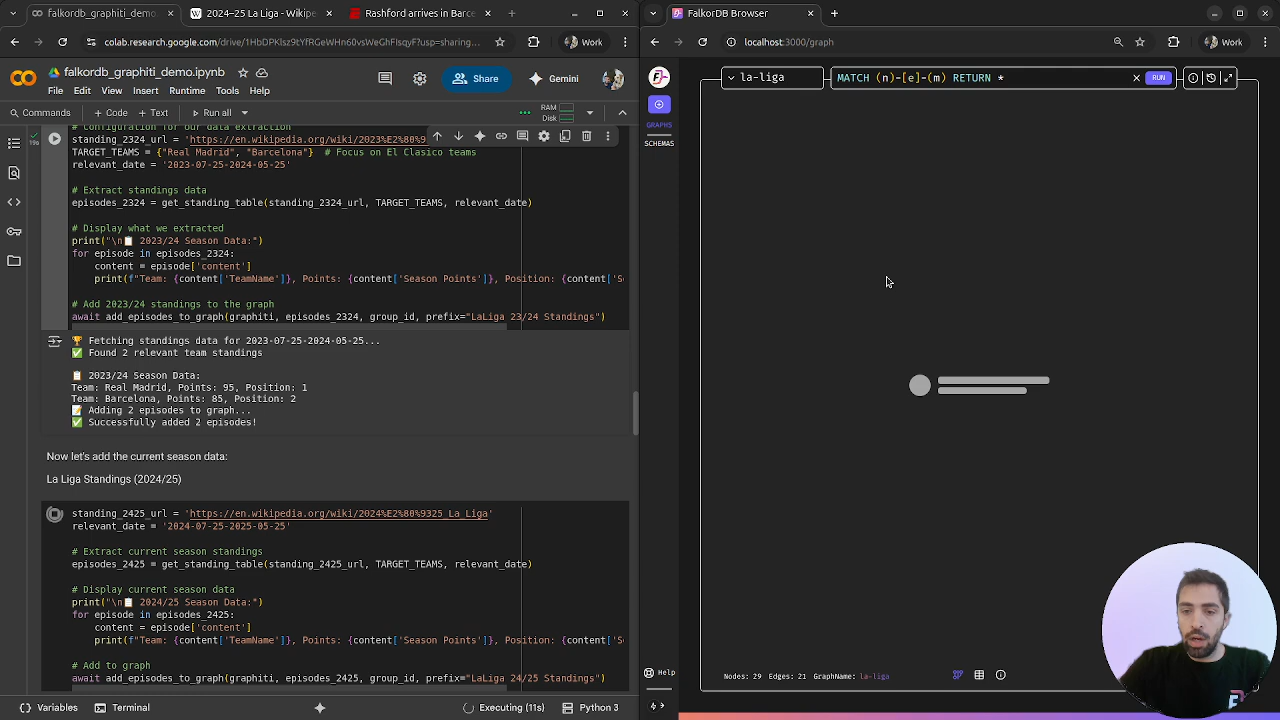 falkordb_graphiti_demo.
2024–25 La Liga - Wikipe
Rashford arrives in Barce
colab.research.google.com/drive/1HbDPKlsz9tYfRGeWHn60vsWeGhFlsqyF?usp=sharing...
Work
falkordb_graphiti_demo.ipynb
File Edit View Insert Runtime Tools Help
Share
Gemini
Commands
+ Code + Text
Run all
RAM
Disk
19s
# Configuration for our data extraction
standing_2324_url = 'https://en.wikipedia.org/wiki/2023%E2%80%9
TARGET_TEAMS = {"Real Madrid", "Barcelona"} # Focus on El Clasico teams
relevant_date = '2023-07-25-2024-05-25'
# Extract standings data
episodes_2324 = get_standing_table(standing_2324_url, TARGET_TEAMS, relevant_date)
# Display what we extracted
print("\n📋 2023/24 Season Data:")
for episode in episodes_2324:
content = episode['content']
print(f"Team: {content['TeamName']}, Points: {content['Season Points']}, Position: {content['Se
# Add 2023/24 standings to the graph
await add_episodes_to_graph(graphiti, episodes_2324, group_id, prefix="LaLiga 23/24 Standings")
🏆 Fetching standings data for 2023-07-25-2024-05-25...
✅ Found 2 relevant team standings
📋 2023/24 Season Data:
Team: Real Madrid, Points: 95, Position: 1
Team: Barcelona, Points: 85, Position: 2
📝 Adding 2 episodes to graph...
✅ Successfully added 2 episodes!
Now let's add the current season data:
La Liga Standings (2024/25)
standing_2425_url = 'https://en.wikipedia.org/wiki/2024%E2%80%9325_La_Liga'
relevant_date = '2024-07-25-2025-05-25'
# Extract current season standings
episodes_2425 = get_standing_table(standing_2425_url, TARGET_TEAMS, relevant_date)
# Display current season data
print("\n📋 2024/25 Season Data:")
for episode in episodes_2425:
content = episode['content']
print(f"Team: {content['TeamName']}, Points: {content['Season Points']}, Position: {content['Se
# Add to graph
await add_episodes_to_graph(graphiti, episodes_2425, group_id, prefix="LaLiga 24/25 Standings")
Variables
Terminal
Executing (11s)
Python 3
FalkorDB Browser
localhost:3000/graph
Work
la-liga
MATCH (n)-[e]-(m) RETURN *
RUN
GRAPHS
SCHEMAS
Help
Nodes: 29 Edges: 21 GraphName: la-liga